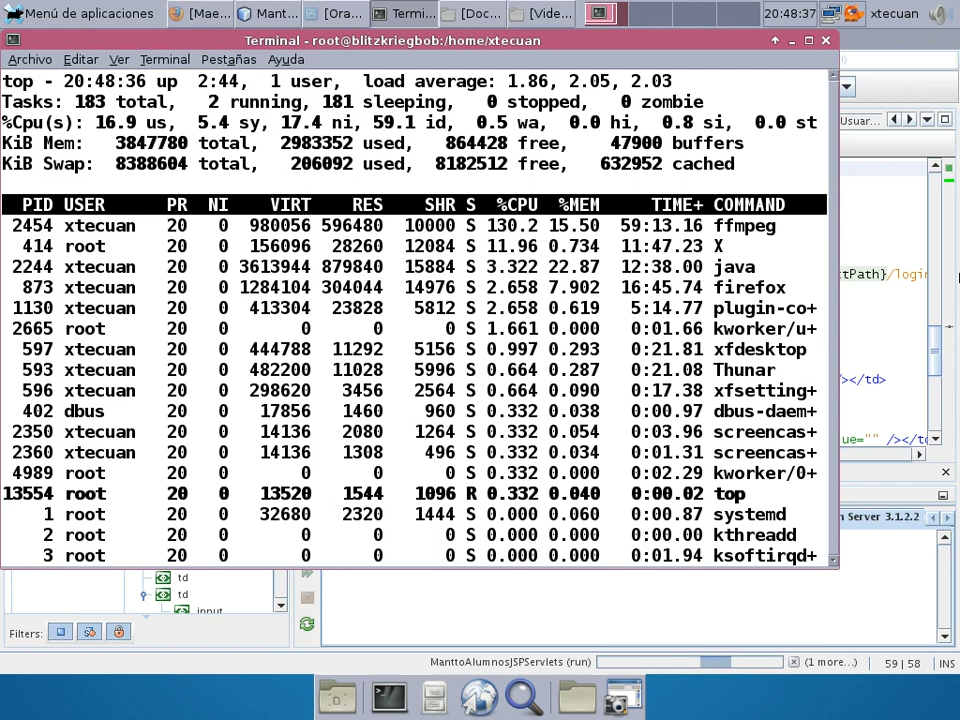 Menú de aplicaciones [Mae... Mant... [Ora... Termi... [Doc... [Vide... 20:48:37 xtecuan
Terminal - root@blitzkriegbob:/home/xtecuan
Archivo Editar Ver Terminal Pestañas Ayuda
top - 20:48:36 up  2:44,  1 user,  load average: 1.86, 2.05, 2.03
Tasks: 183 total,   2 running, 181 sleeping,   0 stopped,   0 zombie
%Cpu(s): 16.9 us,  5.4 sy, 17.4 ni, 59.1 id,  0.5 wa,  0.0 hi,  0.8 si,  0.0 st
KiB Mem:   3847780 total,  2983352 used,   864428 free,    47900 buffers
KiB Swap:  8388604 total,   206092 used,  8182512 free,   632952 cached
PID USER PR NI VIRT RES SHR S %CPU %MEM TIME+ COMMAND
2454 xtecuan 20 0 980056 596480 10000 S 130.2 15.50 59:13.16 ffmpeg
414 root 20 0 156096 28260 12084 S 11.96 0.734 11:47.23 X
2244 xtecuan 20 0 3613944 879840 15884 S 3.322 22.87 12:38.00 java
873 xtecuan 20 0 1284104 304044 14976 S 2.658 7.902 16:45.74 firefox
1130 xtecuan 20 0 413304 23828 5812 S 2.658 0.619 5:14.77 plugin-co+
2665 root 20 0 0 0 0 S 1.661 0.000 0:01.66 kworker/u+
597 xtecuan 20 0 444788 11292 5156 S 0.997 0.293 0:21.81 xfdesktop
593 xtecuan 20 0 482200 11028 5996 S 0.664 0.287 0:21.08 Thunar
596 xtecuan 20 0 298620 3456 2564 S 0.664 0.090 0:17.38 xfsetting+
402 dbus 20 0 17856 1460 960 S 0.332 0.038 0:00.97 dbus-daem+
2350 xtecuan 20 0 14136 2080 1264 S 0.332 0.054 0:03.96 screencas+
2360 xtecuan 20 0 14136 1308 496 S 0.332 0.034 0:01.31 screencas+
4989 root 20 0 0 0 0 S 0.332 0.000 0:02.29 kworker/0+
13554 root 20 0 13520 1544 1096 R 0.332 0.040 0:00.02 top
1 root 20 0 32680 2320 1444 S 0.000 0.060 0:00.87 systemd
2 root 20 0 0 0 0 S 0.000 0.000 0:00.00 kthreadd
3 root 20 0 0 0 0 S 0.000 0.000 0:01.94 ksoftirqd+
Usuar...
ctPath}/login
/></td>
ue="" /></td
n Server 3.1.2.2
td
td
input
Filters:
ManttoAlumnosJSPServlets (run) (1 more...) 59 | 58 INS